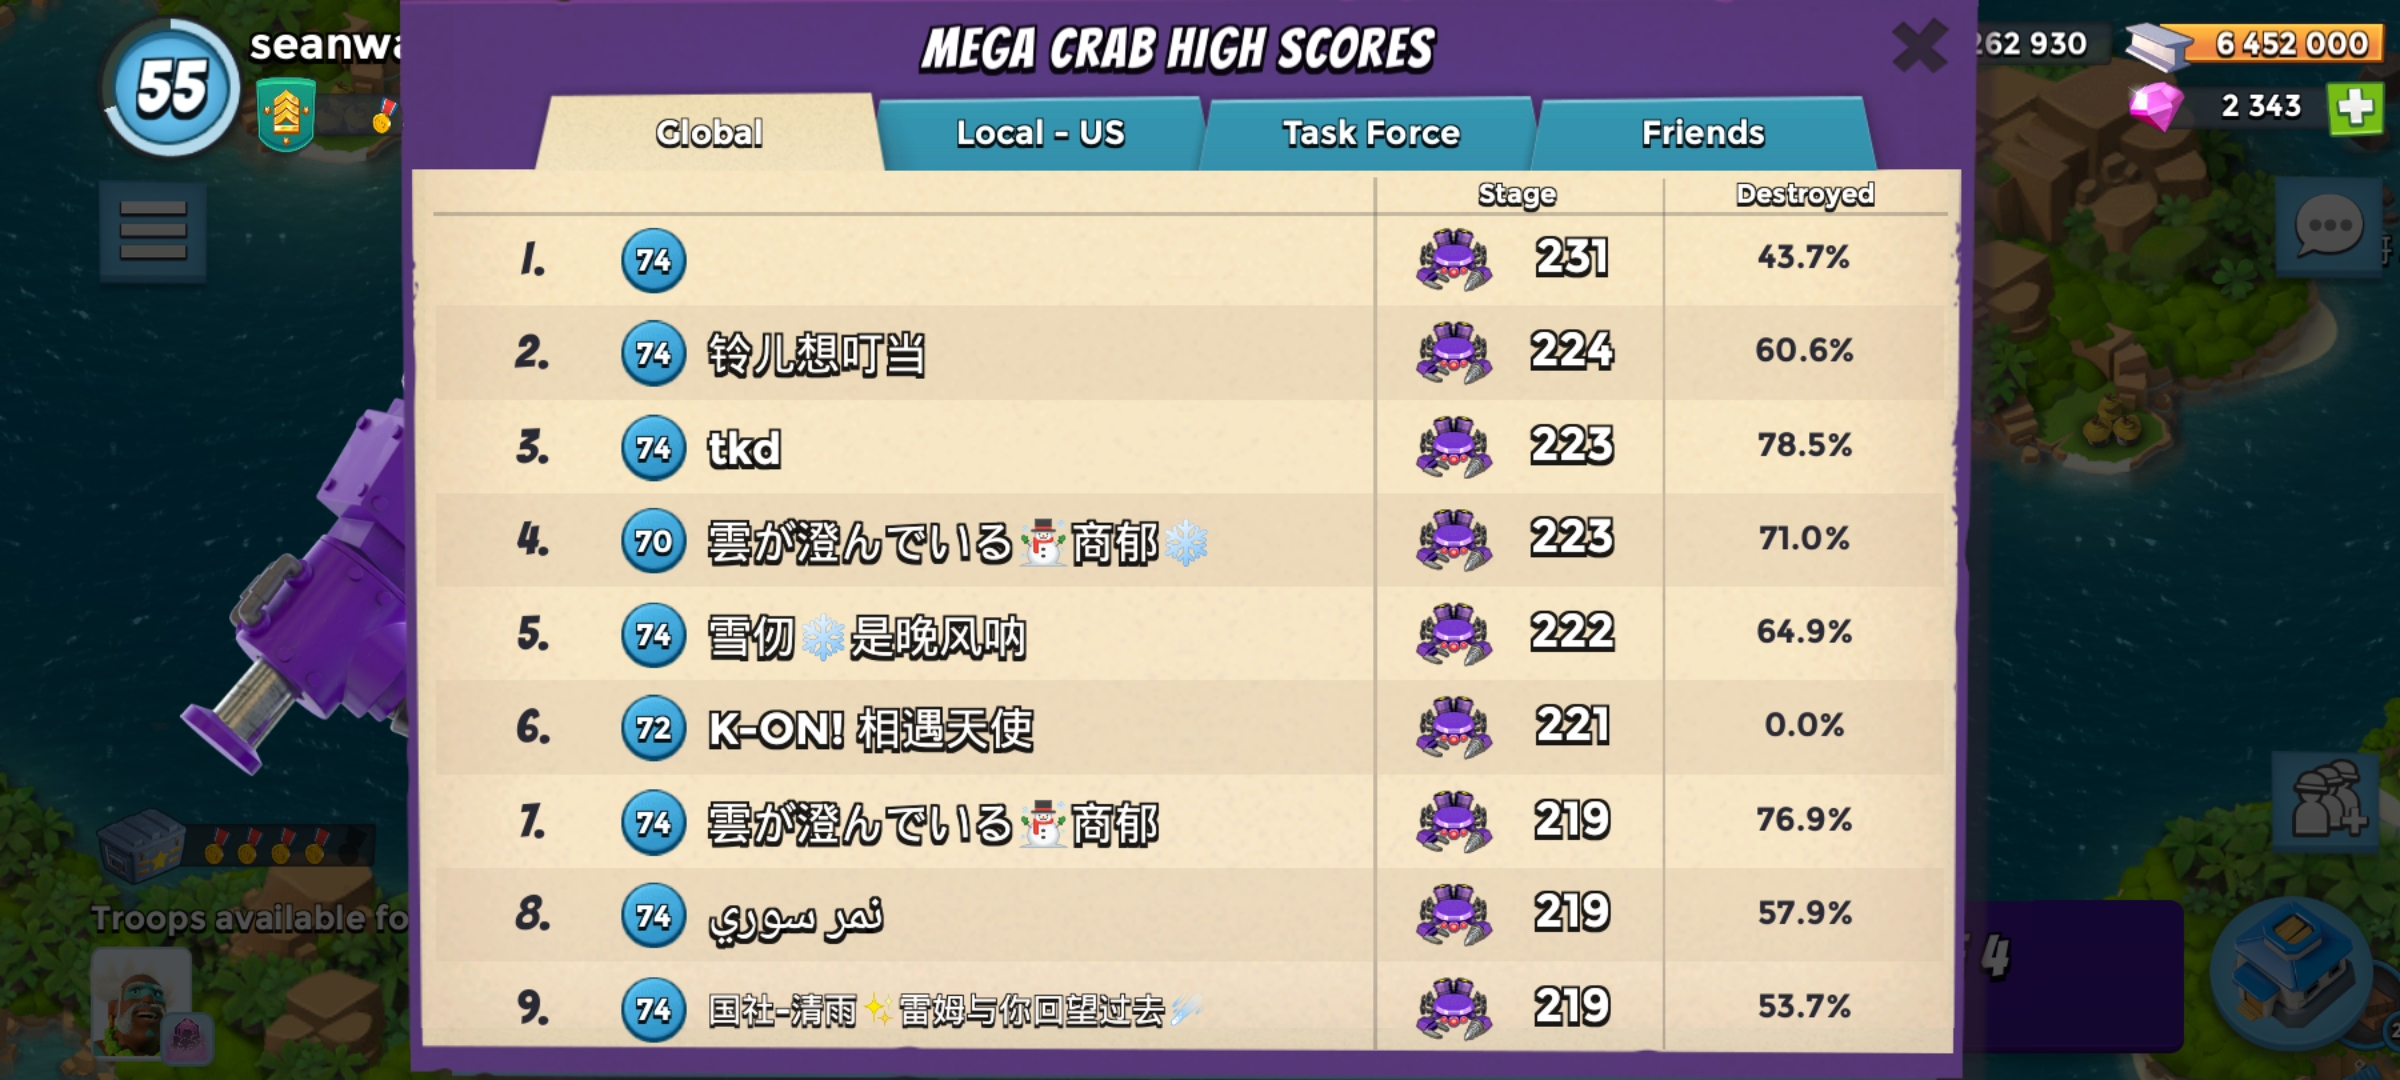 55
seanwa
MEGA CRAB HIGH SCORES
262 930
6 452 000
2 343
Global
Local - US
Task Force
Friends
Stage
Destroyed
1. 74 231 43.7%
2. 74 铃儿想叮当 224 60.6%
3. 74 tkd 223 78.5%
4. 70 雲が澄んでいる☃️商郁❄️ 223 71.0%
5. 74 雪仞❄️是晚风呐 222 64.9%
6. 72 K-ON! 相遇天使 221 0.0%
7. 74 雲が澄んでいる☃️商郁 219 76.9%
8. 74 نمر سوري 219 57.9%
9. 74 国社-清雨✨雷姆与你回望过去☄️ 219 53.7%
Troops available fo
4